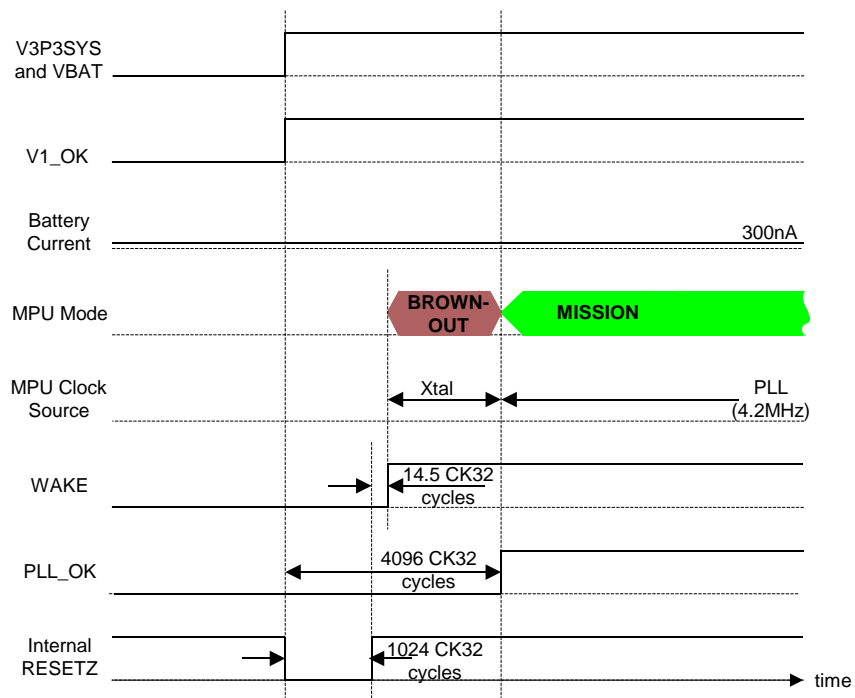 V3P3SYS
and VBAT
V1_OK
Battery
Current
300nA
MPU Mode
BROWN-
OUT
MISSION
MPU Clock
Source
Xtal
PLL
(4.2MHz)
WAKE
14.5 CK32
cycles
PLL_OK
4096 CK32
cycles
Internal
RESETZ
1024 CK32
cycles
time